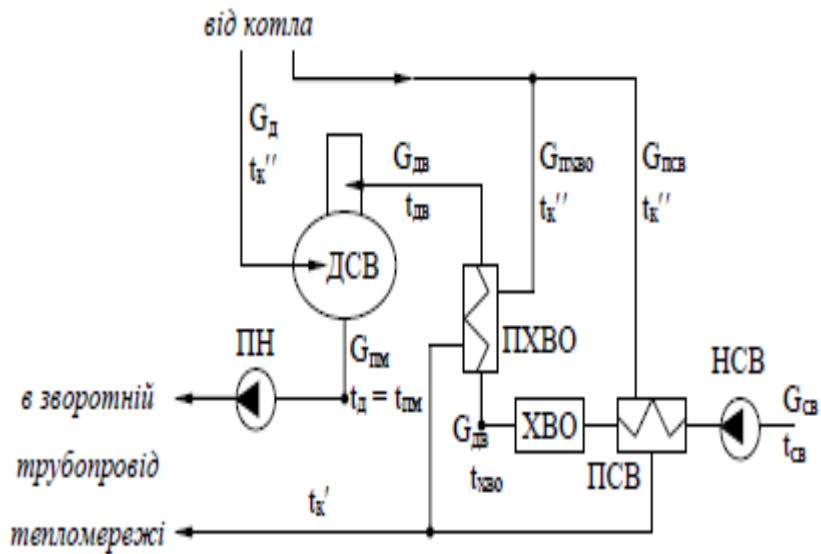 від котла
Gд
tк′′
Gдв
tдв
Gпхво
tк′′
Gпсв
tк′′
ДСВ
ПН
Gпм
tд = tпм
ПХВО
НСВ
Gсв
tсв
в зворотній
трубопровід
тепломережі
Gдв
tхво
ХВО
ПСВ
tк′